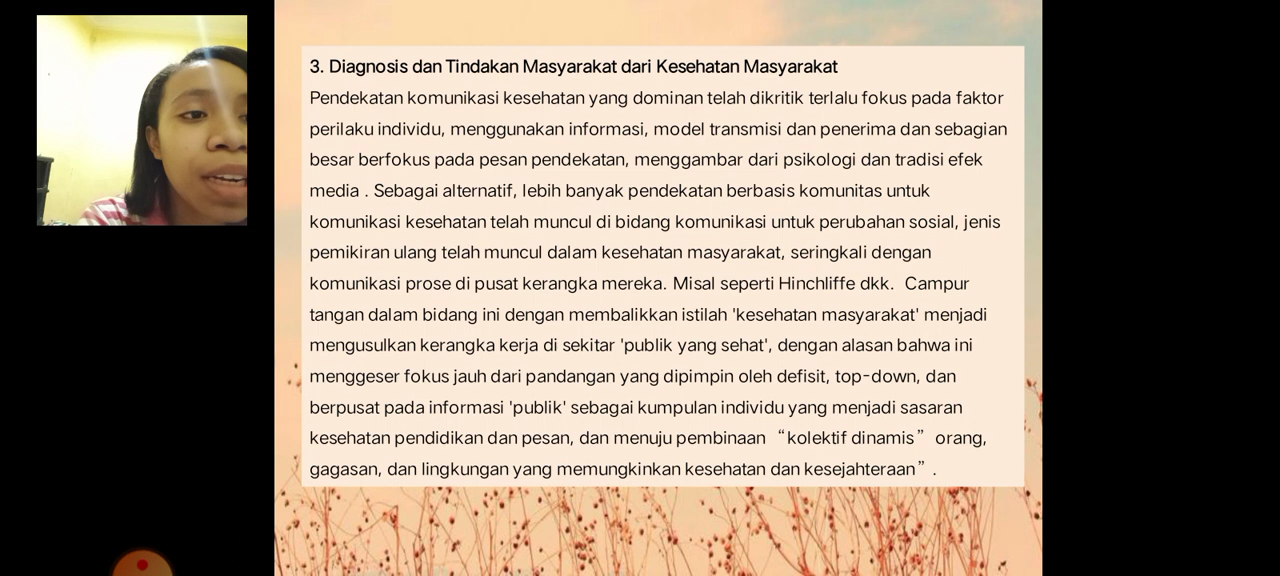 3. Diagnosis dan Tindakan Masyarakat dari Kesehatan Masyarakat
Pendekatan komunikasi kesehatan yang dominan telah dikritik terlalu fokus pada faktor
perilaku individu, menggunakan informasi, model transmisi dan penerima dan sebagian
besar berfokus pada pesan pendekatan, menggambar dari psikologi dan tradisi efek
media . Sebagai alternatif, lebih banyak pendekatan berbasis komunitas untuk
komunikasi kesehatan telah muncul di bidang komunikasi untuk perubahan sosial, jenis
pemikiran ulang telah muncul dalam kesehatan masyarakat, seringkali dengan
komunikasi prose di pusat kerangka mereka. Misal seperti Hinchliffe dkk.  Campur
tangan dalam bidang ini dengan membalikkan istilah 'kesehatan masyarakat' menjadi
mengusulkan kerangka kerja di sekitar 'publik yang sehat', dengan alasan bahwa ini
menggeser fokus jauh dari pandangan yang dipimpin oleh defisit, top-down, dan
berpusat pada informasi 'publik' sebagai kumpulan individu yang menjadi sasaran
kesehatan pendidikan dan pesan, dan menuju pembinaan “kolektif dinamis” orang,
gagasan, dan lingkungan yang memungkinkan kesehatan dan kesejahteraan” .